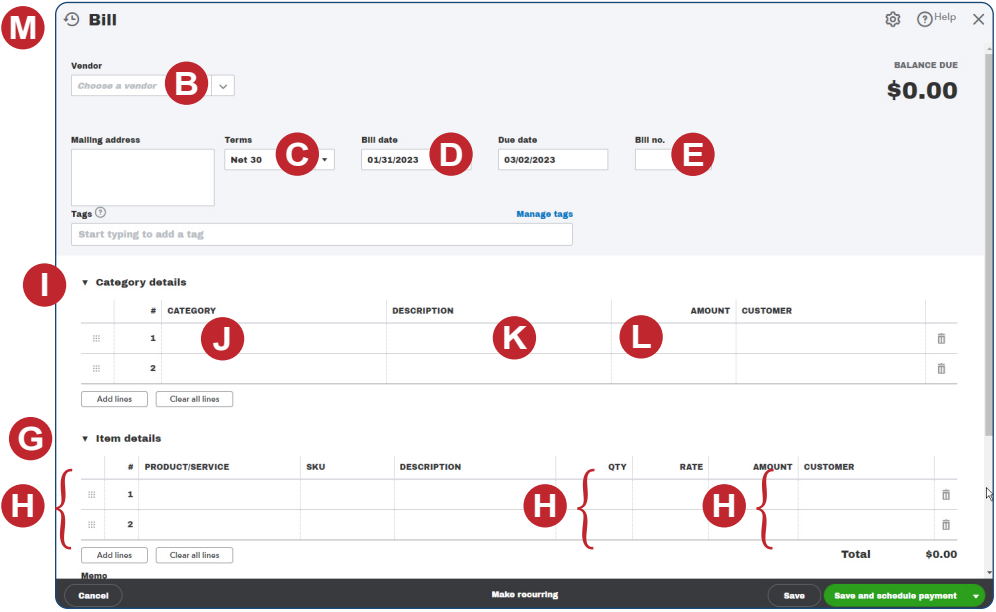 M Bill Help
Vendor BALANCE DUE
Choose a vendor B $0.00
Mailing address Terms Bill date Due date Bill no.
Net 30 C 01/31/2023 D 03/02/2023 E
Tags ? Manage tags
Start typing to add a tag
I Category details
# CATEGORY DESCRIPTION AMOUNT CUSTOMER
1 J K L
2
Add lines Clear all lines
G Item details
# PRODUCT/SERVICE SKU DESCRIPTION QTY RATE AMOUNT CUSTOMER
1
H H H
2
Add lines Clear all lines Total $0.00
Memo
Cancel Make recurring Save Save and schedule payment